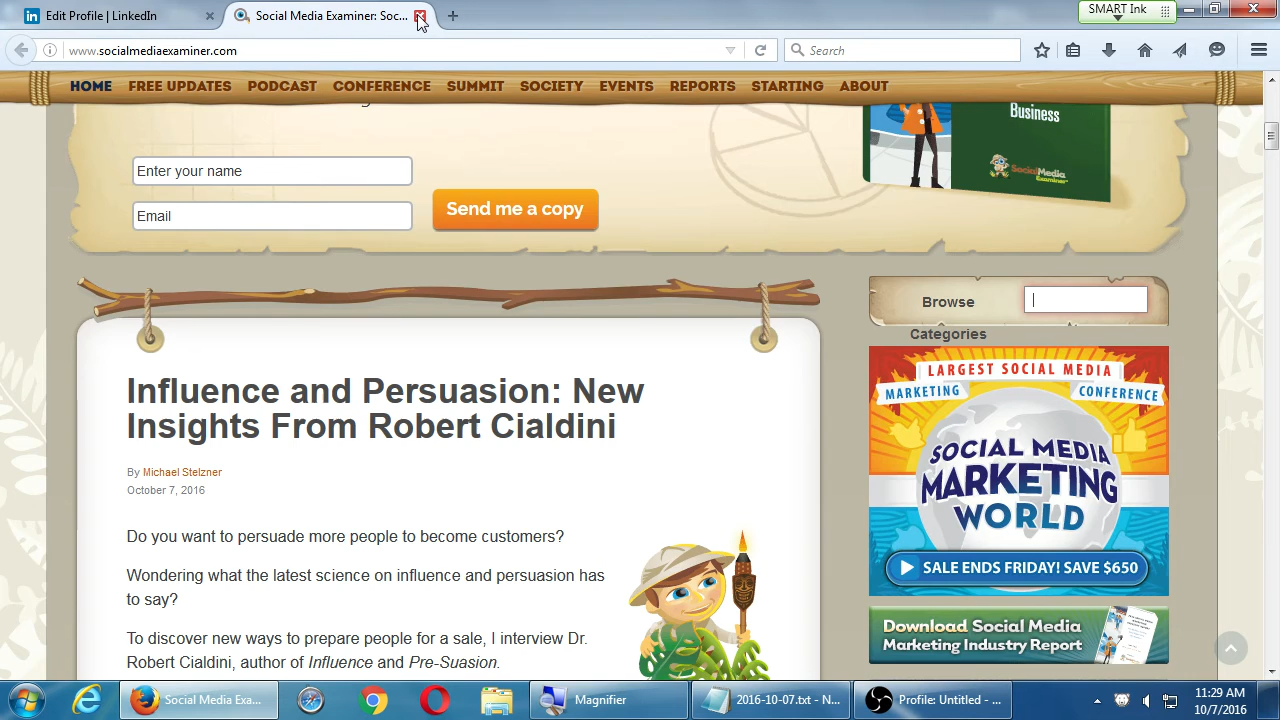 Edit Profile | LinkedIn
Social Media Examiner: Soc...
SMART Ink
www.socialmediaexaminer.com
Search
HOME FREE UPDATES PODCAST CONFERENCE SUMMIT SOCIETY EVENTS REPORTS STARTING ABOUT
Business
Enter your name
SocialMedia
Examiner
Email
Send me a copy
Browse
Categories
LARGEST SOCIAL MEDIA
MARKETING CONFERENCE
SOCIAL MEDIA
MARKETING
WORLD
SALE ENDS FRIDAY! SAVE $650
Download Social Media
Marketing Industry Report
Influence and Persuasion: New
Insights From Robert Cialdini
By Michael Stelzner
October 7, 2016
Do you want to persuade more people to become customers?
Wondering what the latest science on influence and persuasion has
to say?
To discover new ways to prepare people for a sale, I interview Dr.
Robert Cialdini, author of Influence and Pre-Suasion.
Social Media Exa...
Magnifier
2016-10-07.txt - N...
Profile: Untitled - ...
11:29 AM
10/7/2016